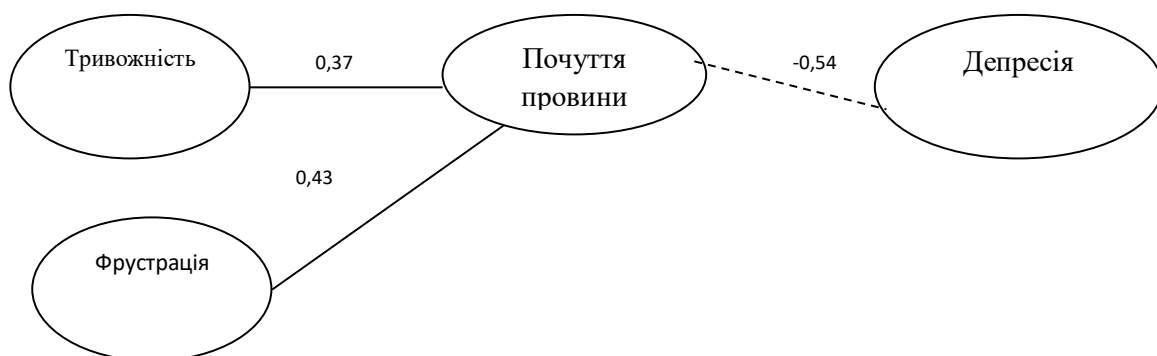 Тривожність
0,37
Почуття
провини
-0,54
Депресія
0,43
Фрустрація